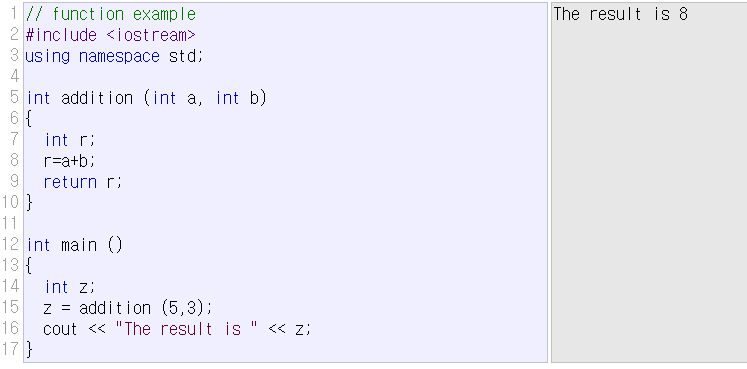 1 // function example
2 #include <iostream>
3 using namespace std;
4
5 int addition (int a, int b)
6 {
7   int r;
8   r=a+b;
9   return r;
10 }
11
12 int main ()
13 {
14   int z;
15   z = addition (5,3);
16   cout << "The result is " << z;
17 }
The result is 8